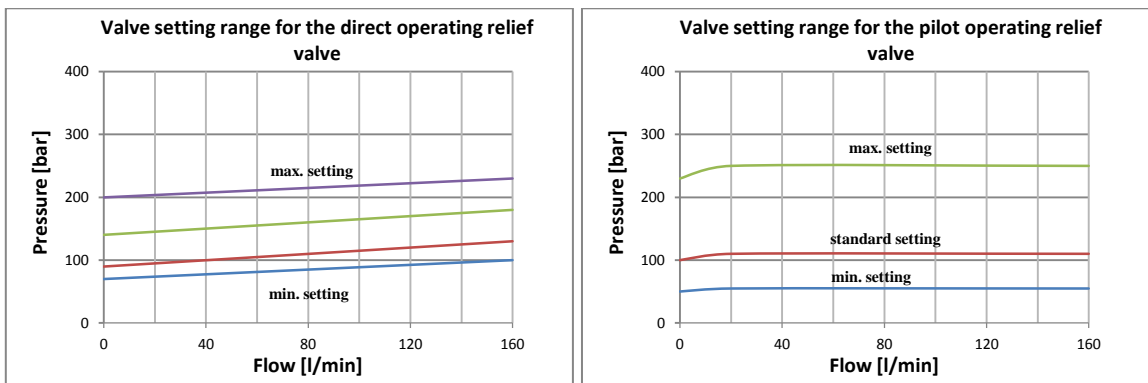 Valve setting range for the direct operating relief
valve
400
300
200
100
0
Pressure [bar]
max. setting
min. setting
0 40 80 120 160
Flow [l/min]
Valve setting range for the pilot operating relief
valve
400
300
200
100
0
Pressure [bar]
max. setting
standard setting
min. setting
0 40 80 120 160
Flow [l/min]